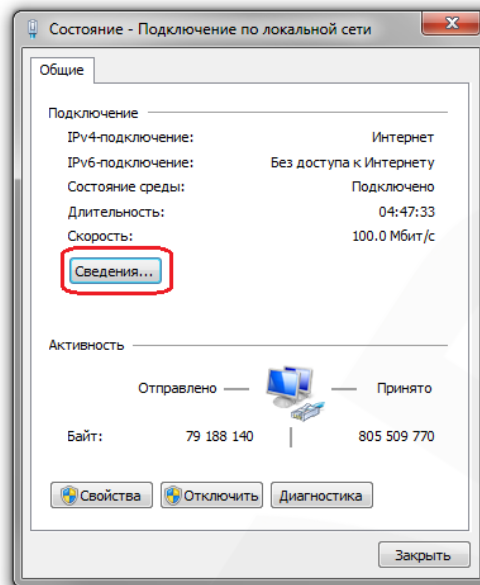 Состояние - Подключение по локальной сети
Общие
Подключение
IPv4-подключение: Интернет
IPv6-подключение: Без доступа к Интернету
Состояние среды: Подключено
Длительность: 04:47:33
Скорость: 100.0 Мбит/с
Сведения...
Активность
Отправлено — Принято
Байт: 79 188 140 | 805 509 770
Свойства Отключить Диагностика
Закрыть